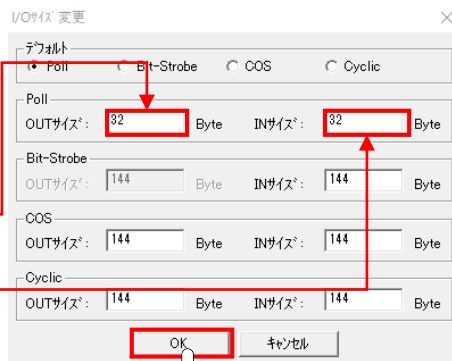 I/Oサイズ 変更
デフォルト
Poll Bit-Strobe COS Cyclic
Poll
OUTサイズ: 32 Byte INサイズ: 32 Byte
Bit-Strobe
OUTサイズ: 144 Byte INサイズ: 144 Byte
COS
OUTサイズ: 144 Byte INサイズ: 144 Byte
Cyclic
OUTサイズ: 144 Byte INサイズ: 144 Byte
OK キャンセル